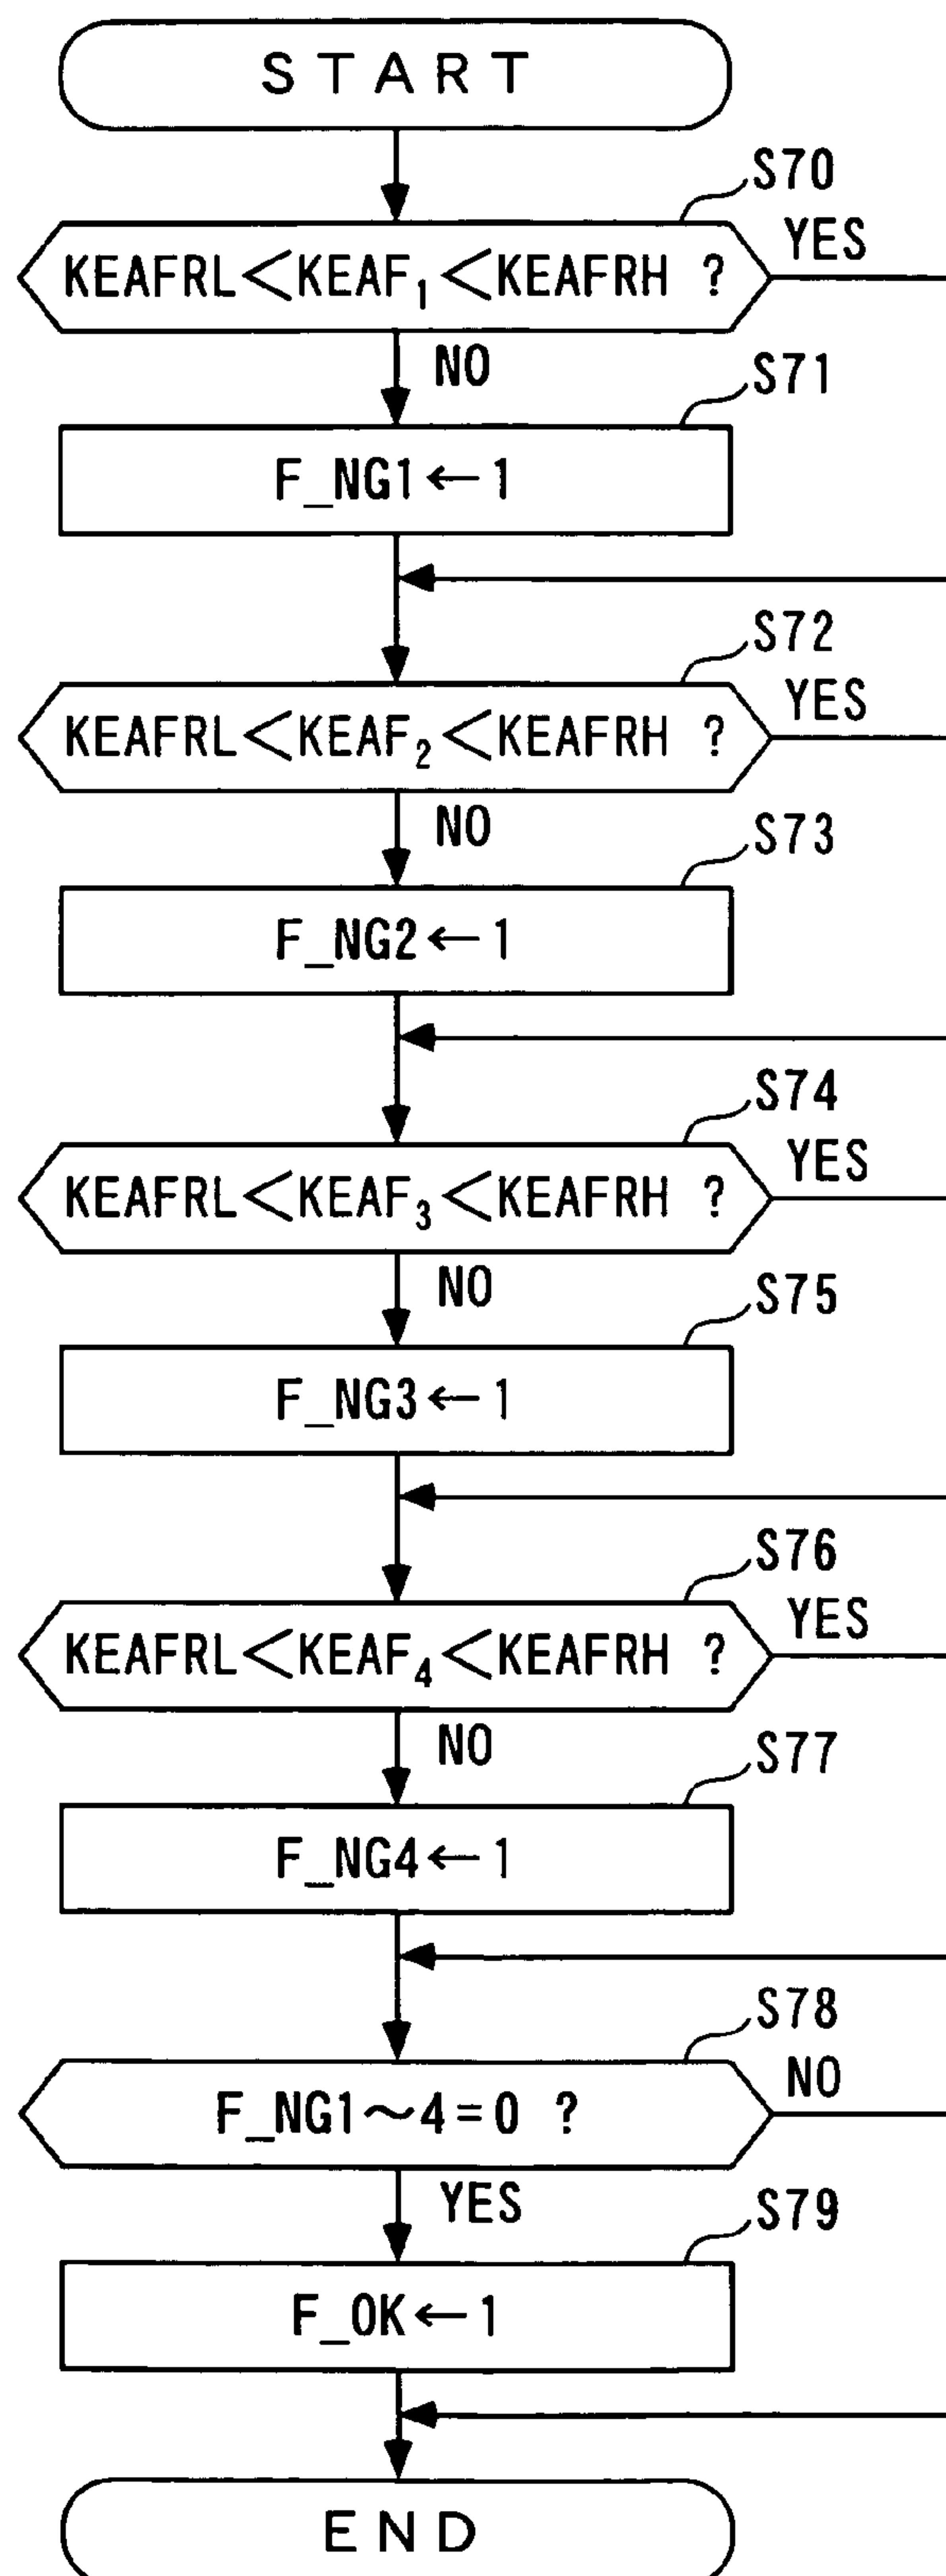 START
S70
KEAFRL<KEAF₁<KEAFRH ?
YES
NO
S71
F_NG1←1
S72
KEAFRL<KEAF₂<KEAFRH ?
YES
NO
S73
F_NG2←1
S74
KEAFRL<KEAF₃<KEAFRH ?
YES
NO
S75
F_NG3←1
S76
KEAFRL<KEAF₄<KEAFRH ?
YES
NO
S77
F_NG4←1
S78
F_NG1~4=0 ?
NO
YES
S79
F_OK←1
END